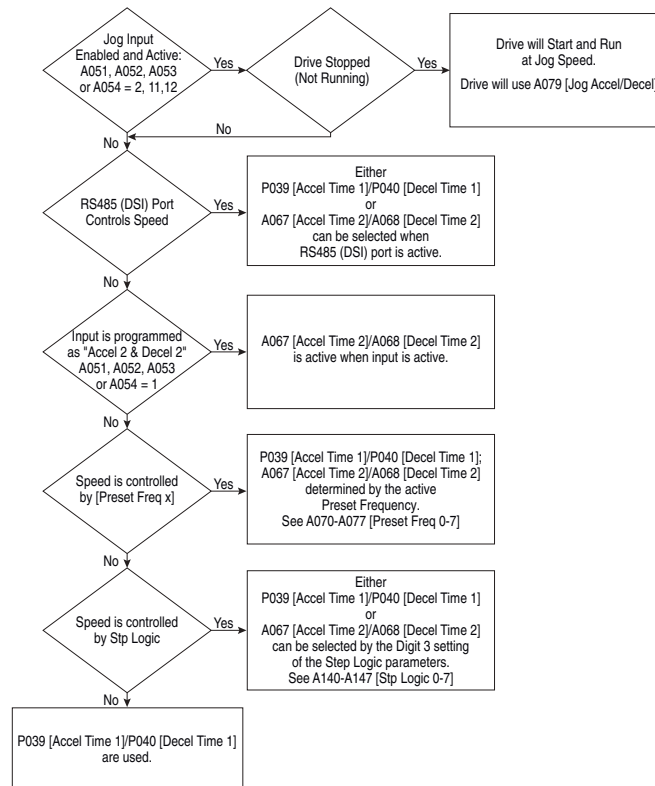 Jog Input
Enabled and Active:
A051, A052, A053
or A054 = 2, 11,12
Yes
Drive Stopped
(Not Running)
Yes
Drive will Start and Run
at Jog Speed.
Drive will use A079 [Jog Accel/Decel]
No
No
RS485 (DSI) Port
Controls Speed
Yes
Either
P039 [Accel Time 1]/P040 [Decel Time 1]
or
A067 [Accel Time 2]/A068 [Decel Time 2]
can be selected when
RS485 (DSI) port is active.
No
Input is programmed
as "Accel 2 & Decel 2"
A051, A052, A053
or A054 = 1
Yes
A067 [Accel Time 2]/A068 [Decel Time 2]
is active when input is active.
No
Speed is controlled
by [Preset Freq x]
Yes
P039 [Accel Time 1]/P040 [Decel Time 1];
A067 [Accel Time 2]/A068 [Decel Time 2]
determined by the active
Preset Frequency.
See A070-A077 [Preset Freq 0-7]
No
Speed is controlled
by Stp Logic
Yes
Either
P039 [Accel Time 1]/P040 [Decel Time 1]
or
A067 [Accel Time 2]/A068 [Decel Time 2]
can be selected by the Digit 3 setting
of the Step Logic parameters.
See A140-A147 [Stp Logic 0-7]
No
P039 [Accel Time 1]/P040 [Decel Time 1]
are used.